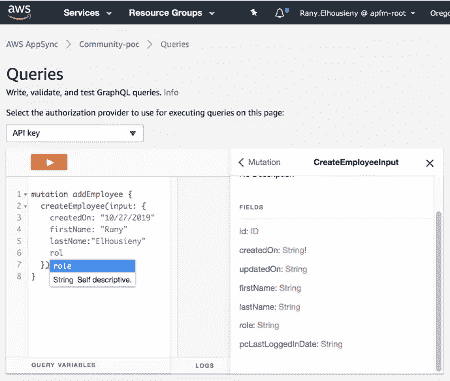 aws
Services
Resource Groups
Rany.Elhousieny @ apfm-root
Orego
AWS AppSync > Community-poc > Queries
Queries
Write, validate, and test GraphQL queries. Info
Select the authorization provider to use for executing queries on this page:
API key
1 mutation addEmployee {
2 createEmployee(input: {
3 createdOn: "10/27/2019"
4 firstName: "Rany"
5 lastName:"ElHousieny"
6 rol
7 })
8 }
role
String Self descriptive.
QUERY VARIABLES
LOGS
< Mutation
CreateEmployeeInput
No Description
FIELDS
id: ID
createdOn: String!
updatedOn: String
firstName: String
lastName: String
role: String
pcLastLoggedInDate: String